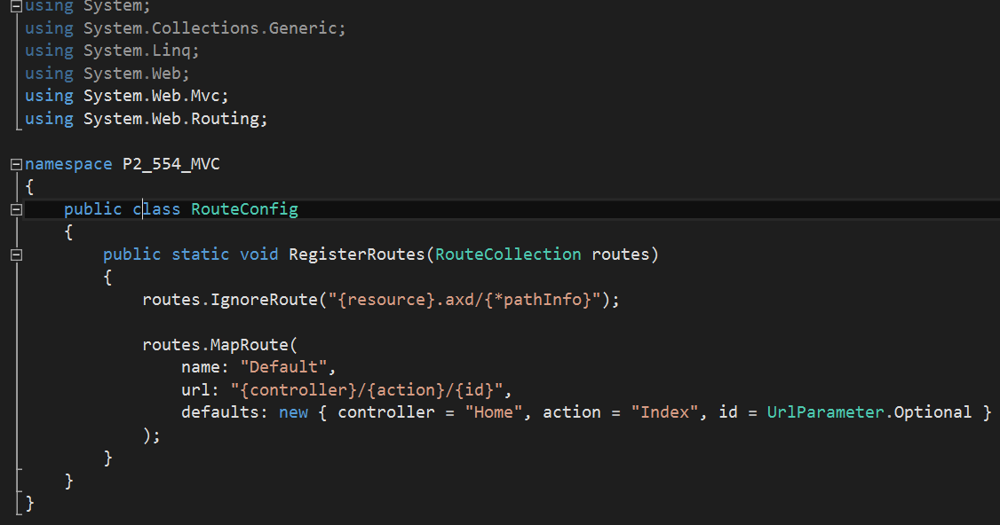 using System;
using System.Collections.Generic;
using System.Linq;
using System.Web;
using System.Web.Mvc;
using System.Web.Routing;

namespace P2_554_MVC
{
    public class RouteConfig
    {
        public static void RegisterRoutes(RouteCollection routes)
        {
            routes.IgnoreRoute("{resource}.axd/{*pathInfo}");

            routes.MapRoute(
                name: "Default",
                url: "{controller}/{action}/{id}",
                defaults: new { controller = "Home", action = "Index", id = UrlParameter.Optional }
            );
        }
    }
}